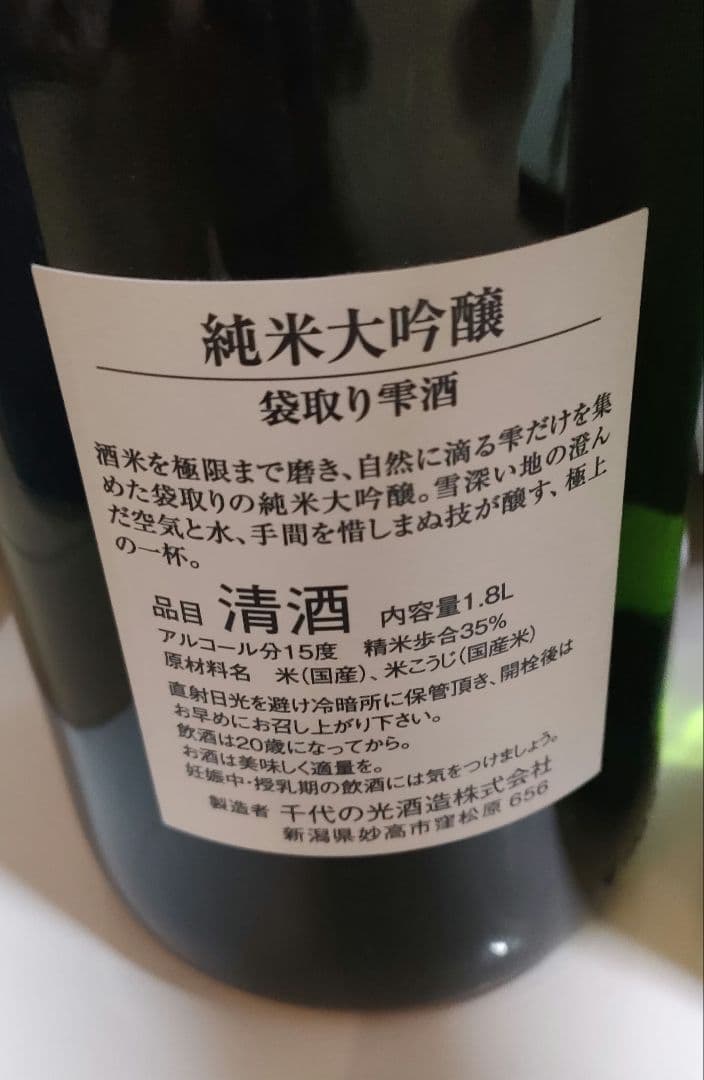 純米大吟醸
袋取り雫酒
酒米を極限まで磨き、自然に滴る雫だけを集
めた袋取りの純米大吟醸。雪深い地の澄ん
だ空気と水、手間を惜しまぬ技が醸す、極上
の一杯。
品目 清酒 内容量1.8L
アルコール分15度 精米歩合35%
原材料名 米(国産)、米こうじ(国産米)
直射日光を避け冷暗所に保管頂き、開栓後は
お早めにお召し上がり下さい。
飲酒は20歳になってから。
お酒は美味しく適量を。
妊娠中・授乳期の飲酒には気をつけましょう。
製造者 千代の光酒造株式会社
新潟県妙高市窪松原 656